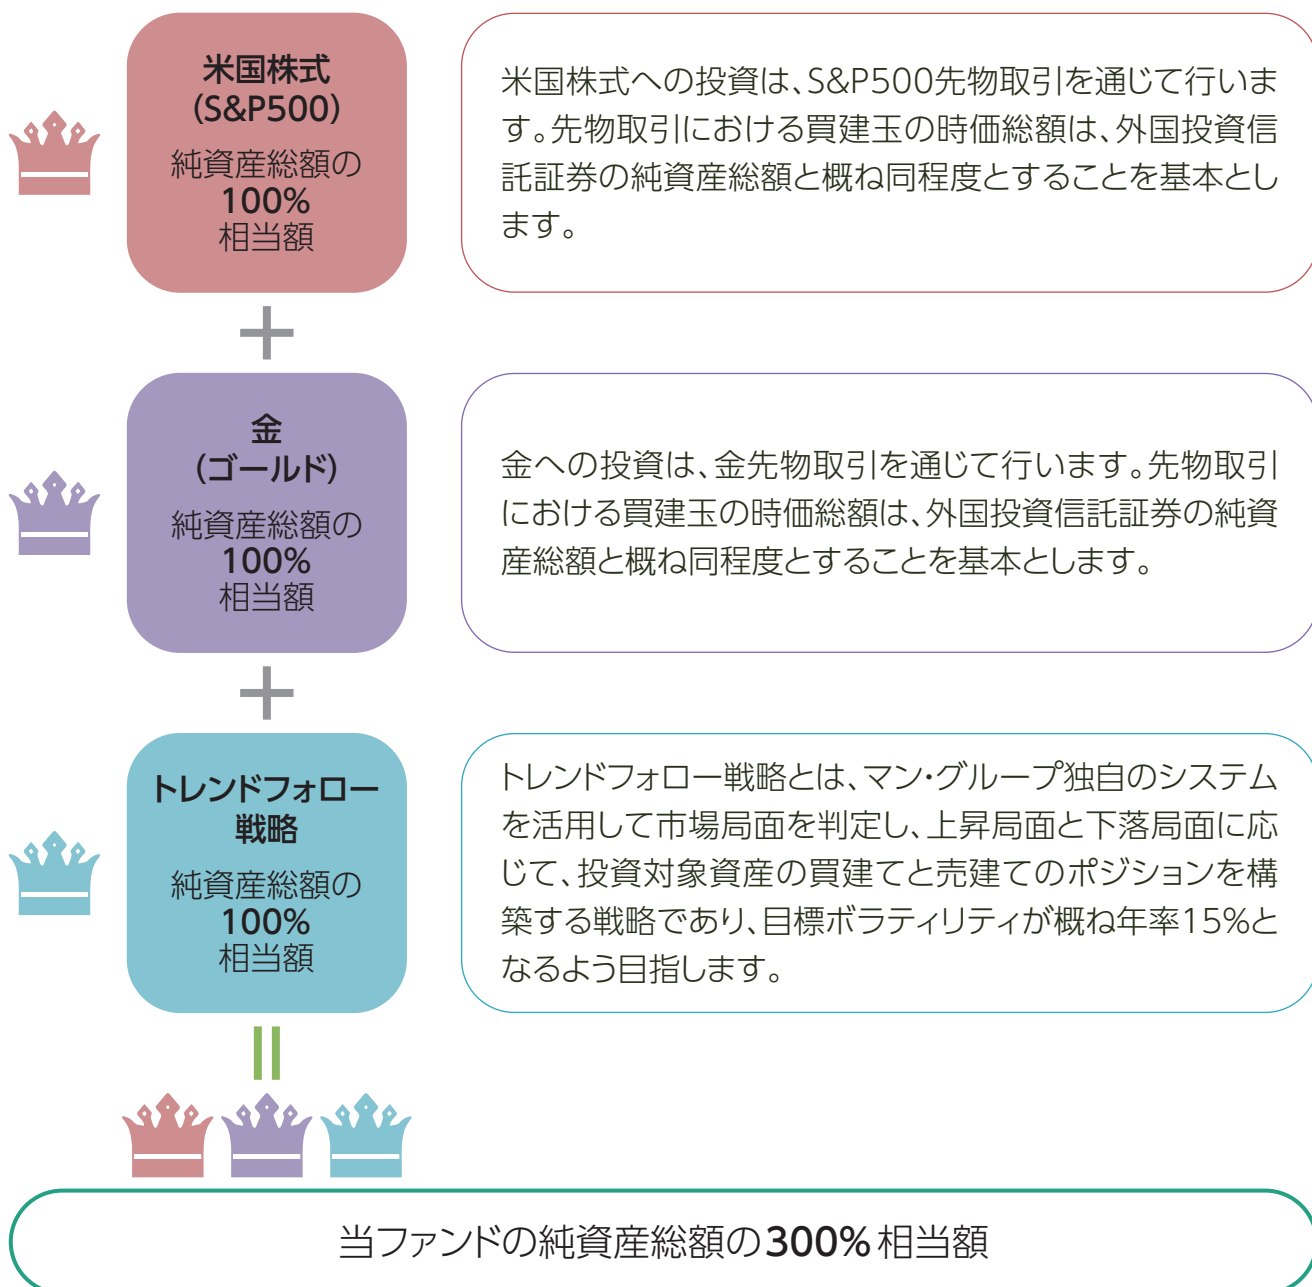 米国株式
(S&P500)
純資産総額の
100%
相当額
米国株式への投資は、S&P500先物取引を通じて行いま
す。先物取引における買建玉の時価総額は、外国投資信
託証券の純資産総額と概ね同程度とすることを基本とし
ます。
+
金
(ゴールド)
純資産総額の
100%
相当額
金への投資は、金先物取引を通じて行います。先物取引
における買建玉の時価総額は、外国投資信託証券の純資
産総額と概ね同程度とすることを基本とします。
+
トレンドフォロー
戦略
純資産総額の
100%
相当額
トレンドフォロー戦略とは、マン・グループ独自のシステム
を活用して市場局面を判定し、上昇局面と下落局面に応
じて、投資対象資産の買建てと売建てのポジションを構
築する戦略であり、目標ボラティリティが概ね年率15%と
なるよう目指します。
当ファンドの純資産総額の300%相当額